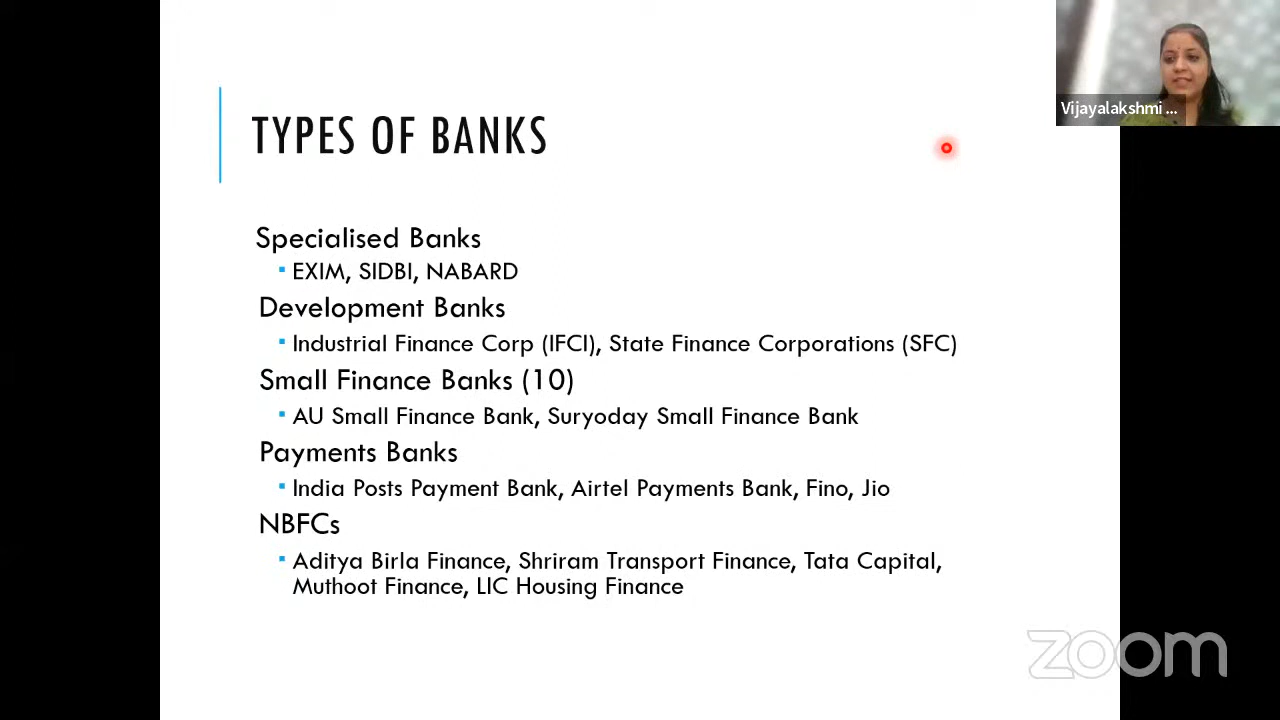 Vijayalakshmi ...
TYPES OF BANKS
Specialised Banks
▪ EXIM, SIDBI, NABARD
Development Banks
▪ Industrial Finance Corp (IFCI), State Finance Corporations (SFC)
Small Finance Banks (10)
▪ AU Small Finance Bank, Suryoday Small Finance Bank
Payments Banks
▪ India Posts Payment Bank, Airtel Payments Bank, Fino, Jio
NBFCs
▪ Aditya Birla Finance, Shriram Transport Finance, Tata Capital,
Muthoot Finance, LIC Housing Finance
zoom